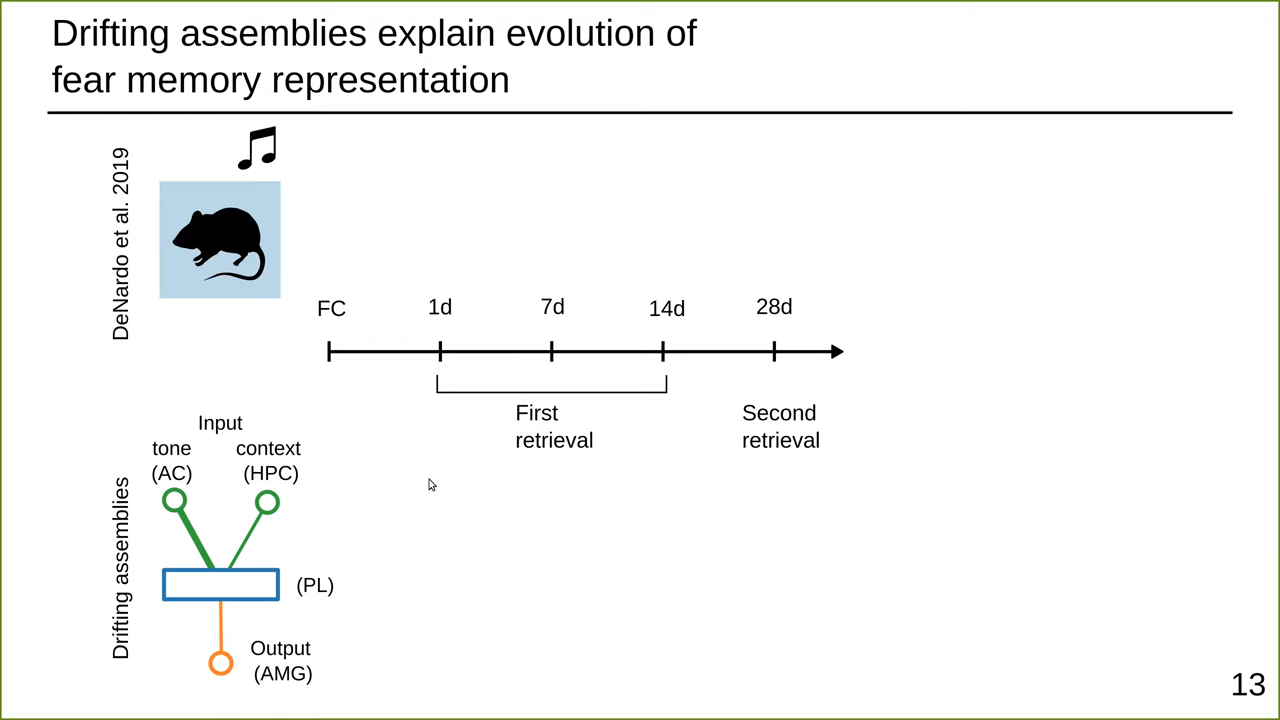 Drifting assemblies explain evolution of
fear memory representation
DeNardo et al. 2019
FC
1d
7d
14d
28d
First
retrieval
Second
retrieval
Drifting assemblies
Input
tone
(AC)
context
(HPC)
(PL)
Output
(AMG)
13